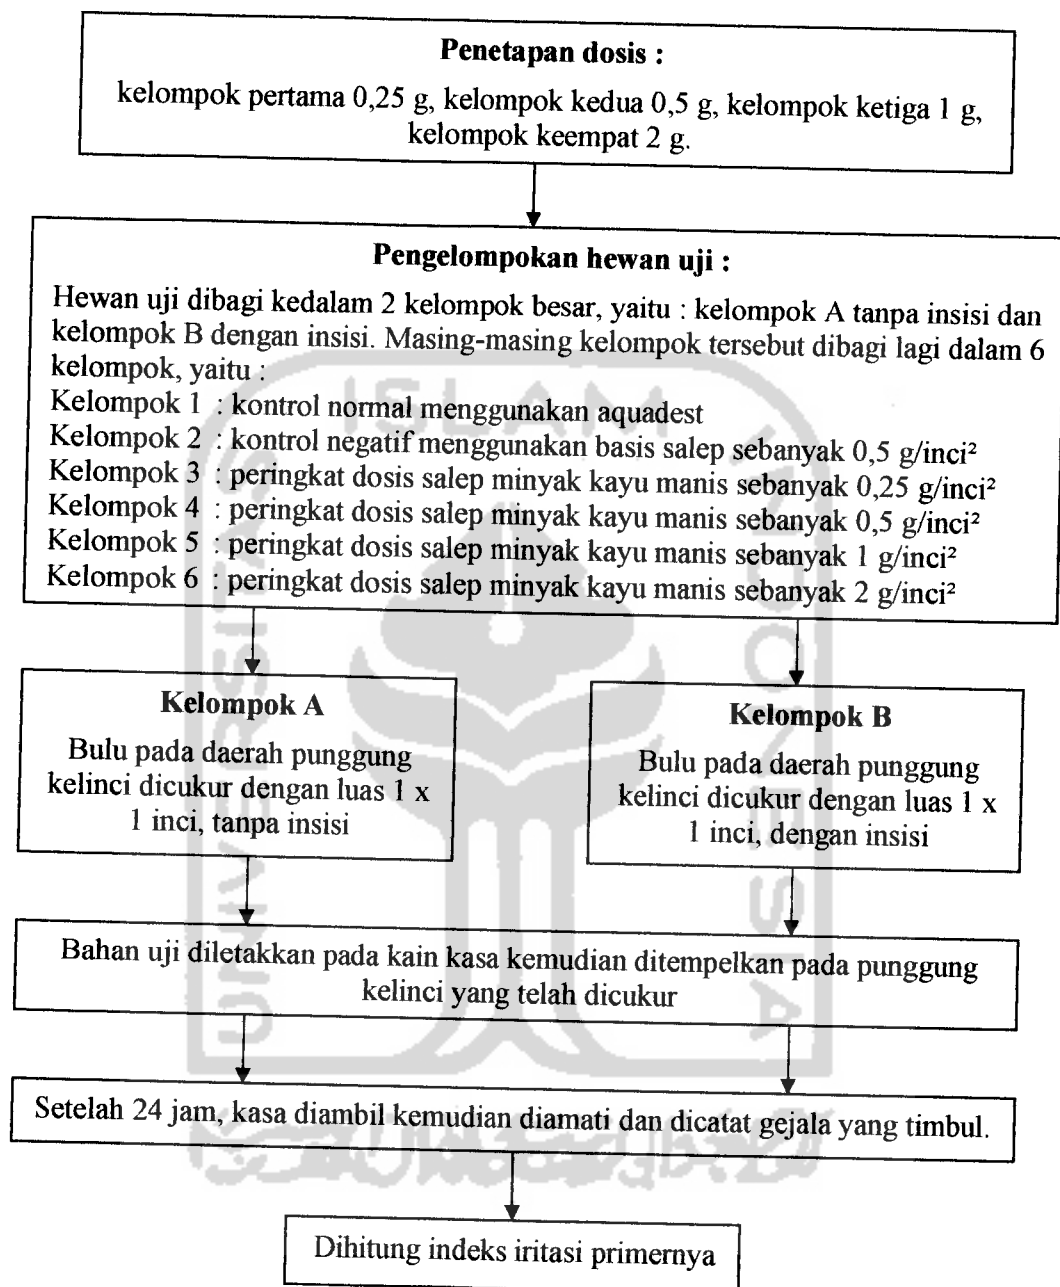 Penetapan dosis :
kelompok pertama 0,25 g, kelompok kedua 0,5 g, kelompok ketiga 1 g,
kelompok keempat 2 g.
Pengelompokan hewan uji :
Hewan uji dibagi kedalam 2 kelompok besar, yaitu : kelompok A tanpa insisi dan
kelompok B dengan insisi. Masing-masing kelompok tersebut dibagi lagi dalam 6
kelompok, yaitu :
Kelompok 1 : kontrol normal menggunakan aquadest
Kelompok 2 : kontrol negatif menggunakan basis salep sebanyak 0,5 g/inci²
Kelompok 3 : peringkat dosis salep minyak kayu manis sebanyak 0,25 g/inci²
Kelompok 4 : peringkat dosis salep minyak kayu manis sebanyak 0,5 g/inci²
Kelompok 5 : peringkat dosis salep minyak kayu manis sebanyak 1 g/inci²
Kelompok 6 : peringkat dosis salep minyak kayu manis sebanyak 2 g/inci²
Kelompok A
Bulu pada daerah punggung
kelinci dicukur dengan luas 1 x
1 inci, tanpa insisi
Kelompok B
Bulu pada daerah punggung
kelinci dicukur dengan luas 1 x
1 inci, dengan insisi
Bahan uji diletakkan pada kain kasa kemudian ditempelkan pada punggung
kelinci yang telah dicukur
Setelah 24 jam, kasa diambil kemudian diamati dan dicatat gejala yang timbul.
Dihitung indeks iritasi primernya
UNIVERSITAS
ISLAM
INDONESIA